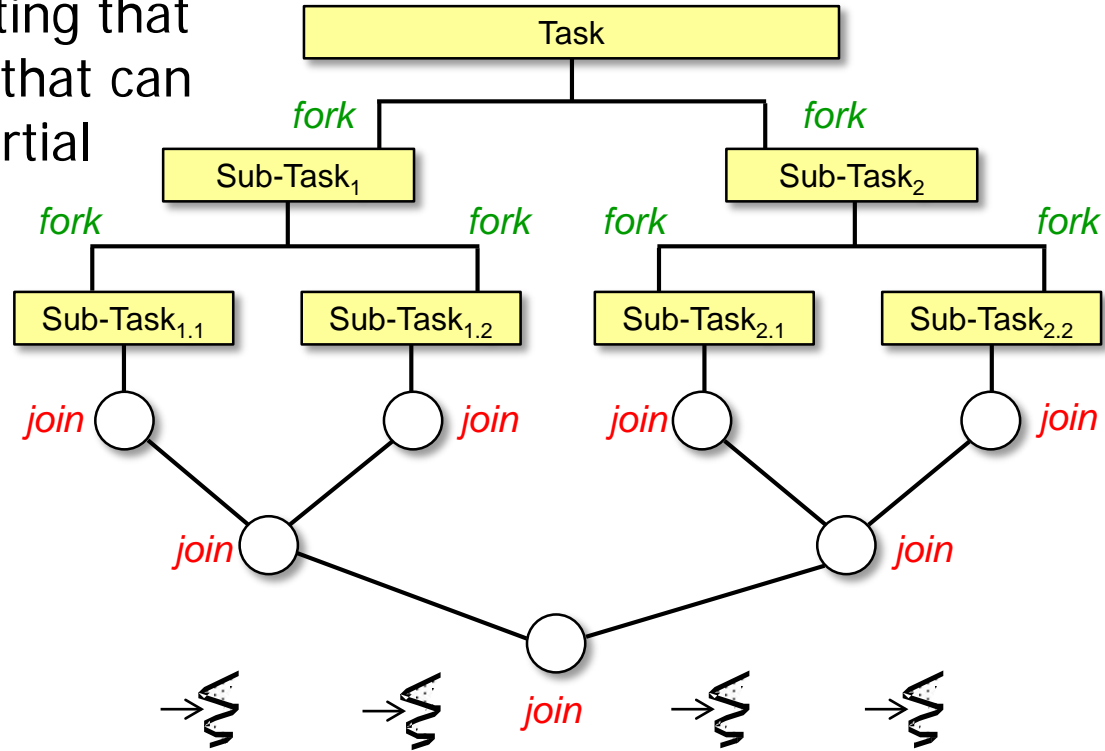 ting that
that can
rtial
Task
fork fork
Sub-Task₁ Sub-Task₂
fork fork fork fork
Sub-Task₁.₁ Sub-Task₁.₂ Sub-Task₂.₁ Sub-Task₂.₂
join join join join
join join
join